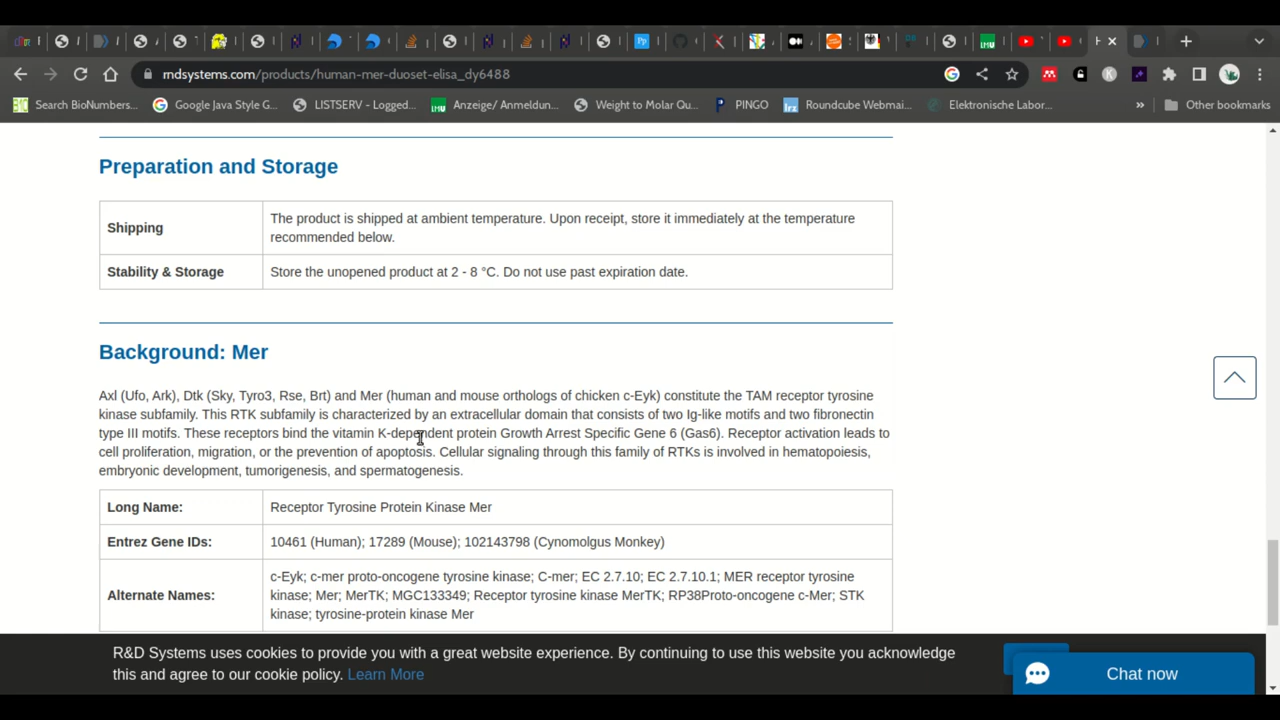 mdsystems.com/products/human-mer-duoset-elisa_dy6488
Search BioNumbers... Google Java Style G... LISTSERV - Logged... Anzeige/ Anmeldun... Weight to Molar Qu... PINGO Roundcube Webmai... Elektronische Labor... » Other bookmarks
Preparation and Storage
Shipping
The product is shipped at ambient temperature. Upon receipt, store it immediately at the temperature
recommended below.
Stability & Storage
Store the unopened product at 2 - 8 °C. Do not use past expiration date.
Background: Mer
Axl (Ufo, Ark), Dtk (Sky, Tyro3, Rse, Brt) and Mer (human and mouse orthologs of chicken c-Eyk) constitute the TAM receptor tyrosine
kinase subfamily. This RTK subfamily is characterized by an extracellular domain that consists of two Ig-like motifs and two fibronectin
type III motifs. These receptors bind the vitamin K-dependent protein Growth Arrest Specific Gene 6 (Gas6). Receptor activation leads to
cell proliferation, migration, or the prevention of apoptosis. Cellular signaling through this family of RTKs is involved in hematopoiesis,
embryonic development, tumorigenesis, and spermatogenesis.
Long Name:
Receptor Tyrosine Protein Kinase Mer
Entrez Gene IDs:
10461 (Human); 17289 (Mouse); 102143798 (Cynomolgus Monkey)
Alternate Names:
c-Eyk; c-mer proto-oncogene tyrosine kinase; C-mer; EC 2.7.10; EC 2.7.10.1; MER receptor tyrosine
kinase; Mer; MerTK; MGC133349; Receptor tyrosine kinase MerTK; RP38Proto-oncogene c-Mer; STK
kinase; tyrosine-protein kinase Mer
R&D Systems uses cookies to provide you with a great website experience. By continuing to use this website you acknowledge
this and agree to our cookie policy. Learn More
Chat now